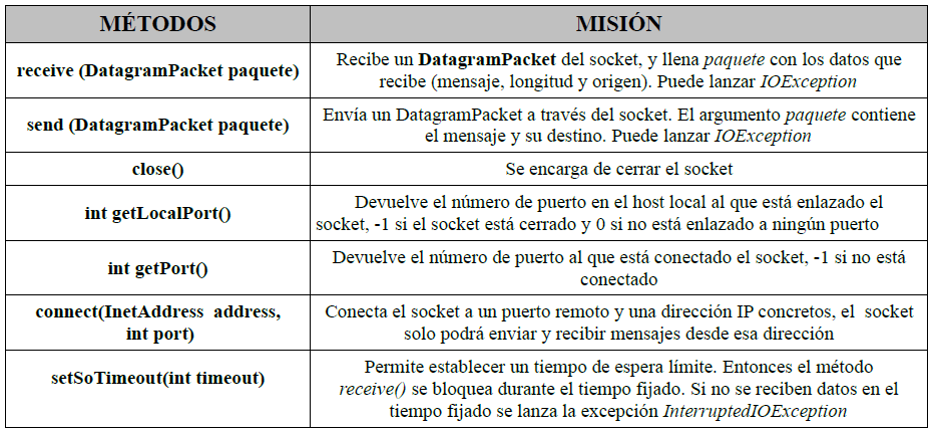 MÉTODOS
MISIÓN
receive (DatagramPacket paquete)
Recibe un DatagramPacket del socket, y llena paquete con los datos que
recibe (mensaje, longitud y origen). Puede lanzar IOException
send (DatagramPacket paquete)
Envía un DatagramPacket a través del socket. El argumento paquete contiene
el mensaje y su destino. Puede lanzar IOException
close()
Se encarga de cerrar el socket
int getLocalPort()
Devuelve el número de puerto en el host local al que está enlazado el
socket, -1 si el socket está cerrado y 0 si no está enlazado a ningún puerto
int getPort()
Devuelve el número de puerto al que está conectado el socket, -1 si no está
conectado
connect(InetAddress address,
int port)
Conecta el socket a un puerto remoto y una dirección IP concretos, el socket
solo podrá enviar y recibir mensajes desde esa dirección
setSoTimeout(int timeout)
Permite establecer un tiempo de espera límite. Entonces el método
receive() se bloquea durante el tiempo fijado. Si no se reciben datos en el
tiempo fijado se lanza la excepción InterruptedIOException